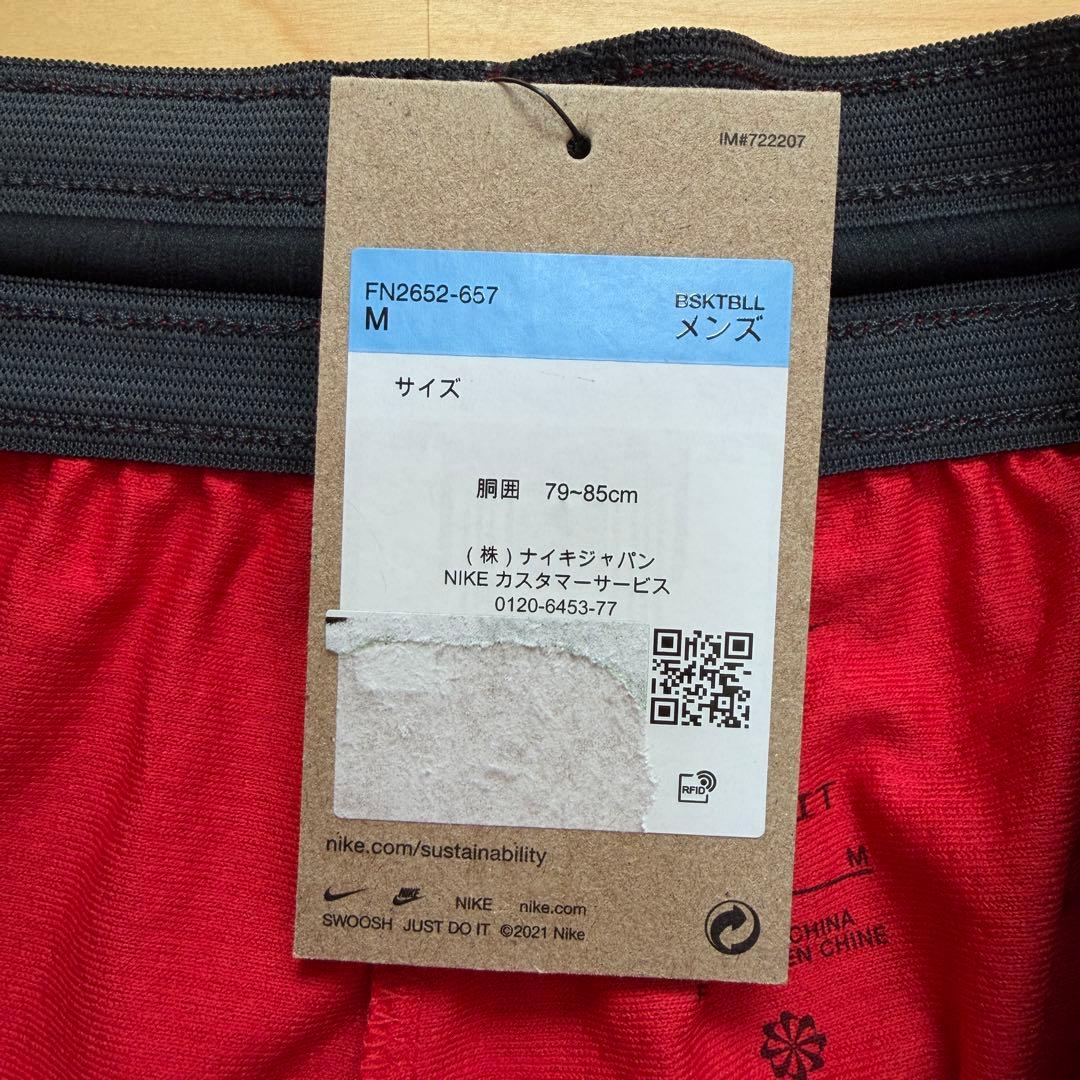 IM#722207
FN2652-657
M
BSKTBLL
メンズ
サイズ
胴囲 79~85cm
(株)ナイキジャパン
NIKE カスタマーサービス
0120-6453-77
RFID
nike.com/sustainability
NIKE NIKE nike.com
SWOOSH JUST DO IT ©2021 Nike
M
CHINA
EN CHINE